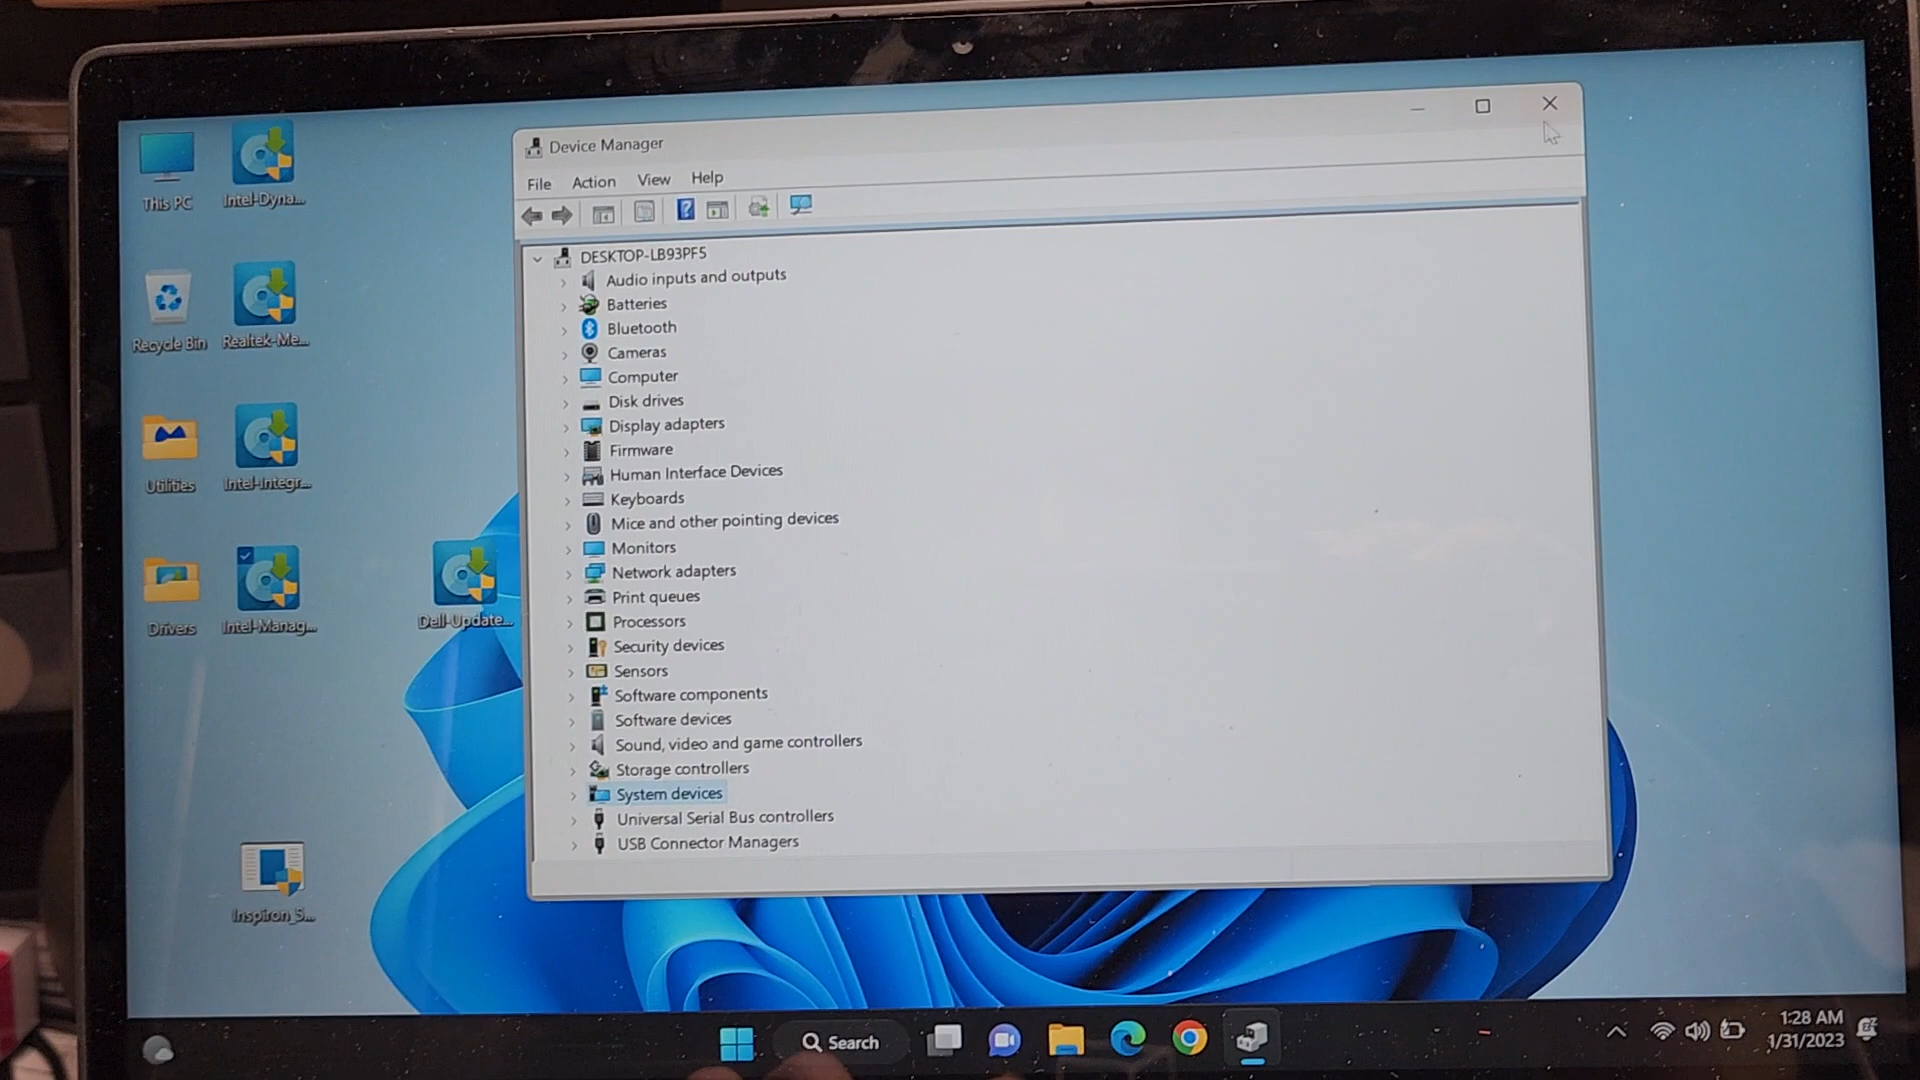 This PC
Intel-Dyna...
Recycle Bin
Realtek-Me...
Utilities
Intel-Integr...
Drivers
Intel-Manag...
Dell-Update...
Inspiron_3...
Device Manager
File Action View Help
DESKTOP-LB93PF5
Audio inputs and outputs
Batteries
Bluetooth
Cameras
Computer
Disk drives
Display adapters
Firmware
Human Interface Devices
Keyboards
Mice and other pointing devices
Monitors
Network adapters
Print queues
Processors
Security devices
Sensors
Software components
Software devices
Sound, video and game controllers
Storage controllers
System devices
Universal Serial Bus controllers
USB Connector Managers
Search
1:28 AM
1/31/2023